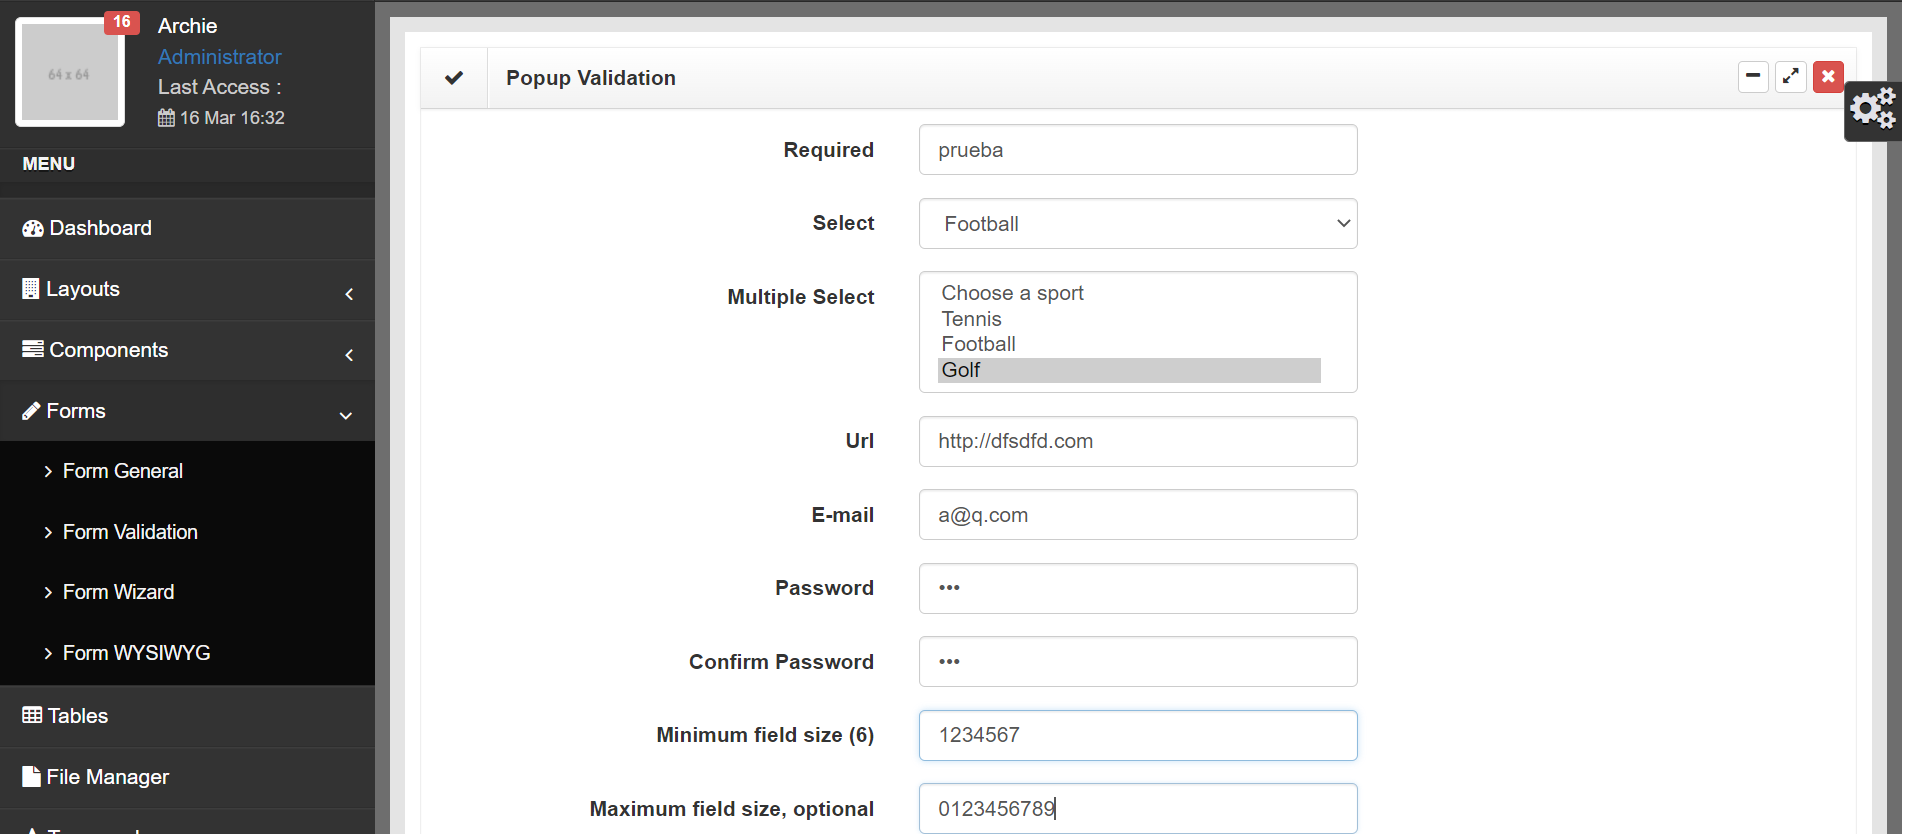 16
Archie
Administrator
Last Access :
16 Mar 16:32
64 x 64
MENU
Dashboard
Layouts
Components
Forms
Form General
Form Validation
Form Wizard
Form WYSIWYG
Tables
File Manager
Popup Validation
Required
prueba
Select
Football
Multiple Select
Choose a sport
Tennis
Football
Golf
Url
http://dfsdfd.com
E-mail
a@q.com
Password
•••
Confirm Password
•••
Minimum field size (6)
1234567
Maximum field size, optional
0123456789